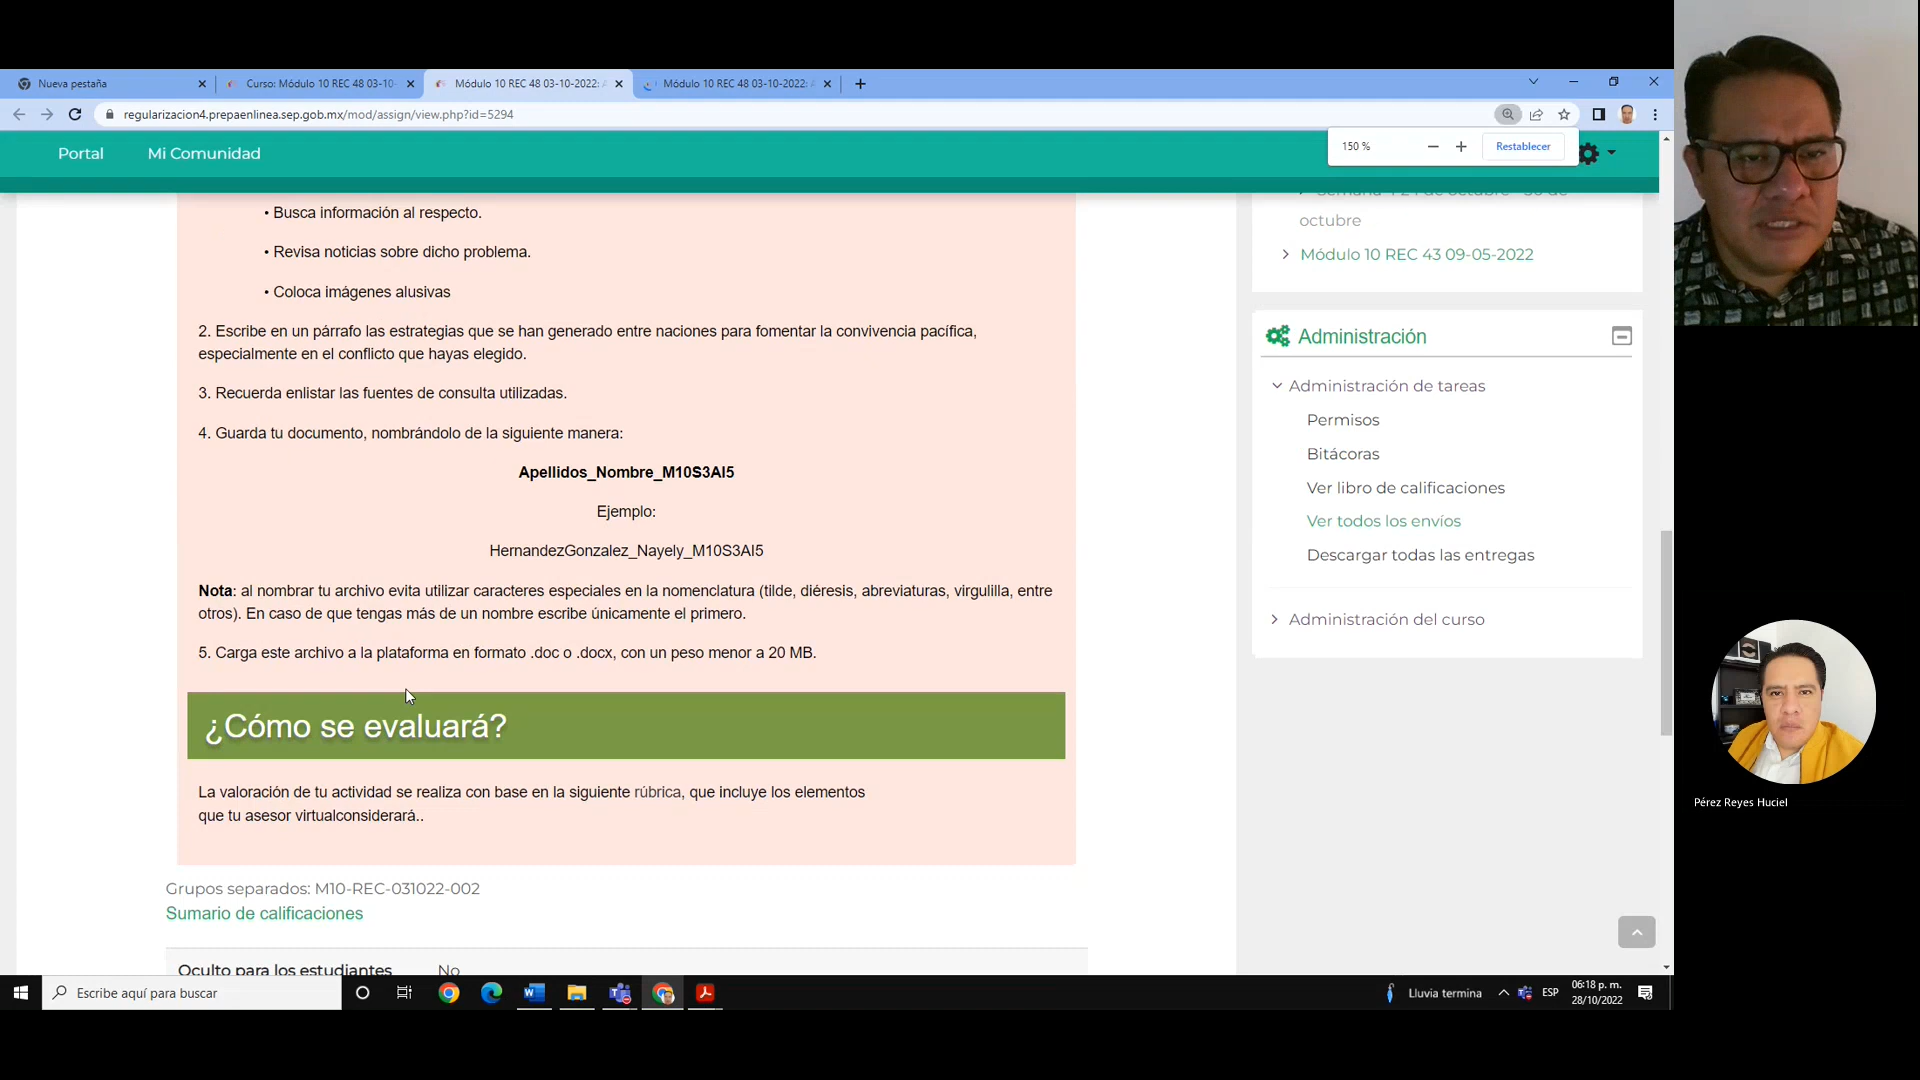 Nueva pestaña
Curso: Módulo 10 REC 48 03-10-
Módulo 10 REC 48 03-10-2022:
Módulo 10 REC 48 03-10-2022:
regularizacion4.prepaenlinea.sep.gob.mx/mod/assign/view.php?id=5294
Portal
Mi Comunidad
150 %
Restablecer
• Busca información al respecto.
• Revisa noticias sobre dicho problema.
• Coloca imágenes alusivas
2. Escribe en un párrafo las estrategias que se han generado entre naciones para fomentar la convivencia pacífica,
especialmente en el conflicto que hayas elegido.
3. Recuerda enlistar las fuentes de consulta utilizadas.
4. Guarda tu documento, nombrándolo de la siguiente manera:
Apellidos_Nombre_M10S3AI5
Ejemplo:
HernandezGonzalez_Nayely_M10S3AI5
Nota: al nombrar tu archivo evita utilizar caracteres especiales en la nomenclatura (tilde, diéresis, abreviaturas, virgulilla, entre
otros). En caso de que tengas más de un nombre escribe únicamente el primero.
5. Carga este archivo a la plataforma en formato .doc o .docx, con un peso menor a 20 MB.
¿Cómo se evaluará?
La valoración de tu actividad se realiza con base en la siguiente rúbrica, que incluye los elementos
que tu asesor virtualconsiderará..
Grupos separados: M10-REC-031022-002
Sumario de calificaciones
Oculto para los estudiantes
No
octubre
Módulo 10 REC 43 09-05-2022
Administración
Administración de tareas
Permisos
Bitácoras
Ver libro de calificaciones
Ver todos los envíos
Descargar todas las entregas
Administración del curso
Pérez Reyes Huciel
Escribe aquí para buscar
Lluvia termina
ESP
06:18 p. m.
28/10/2022